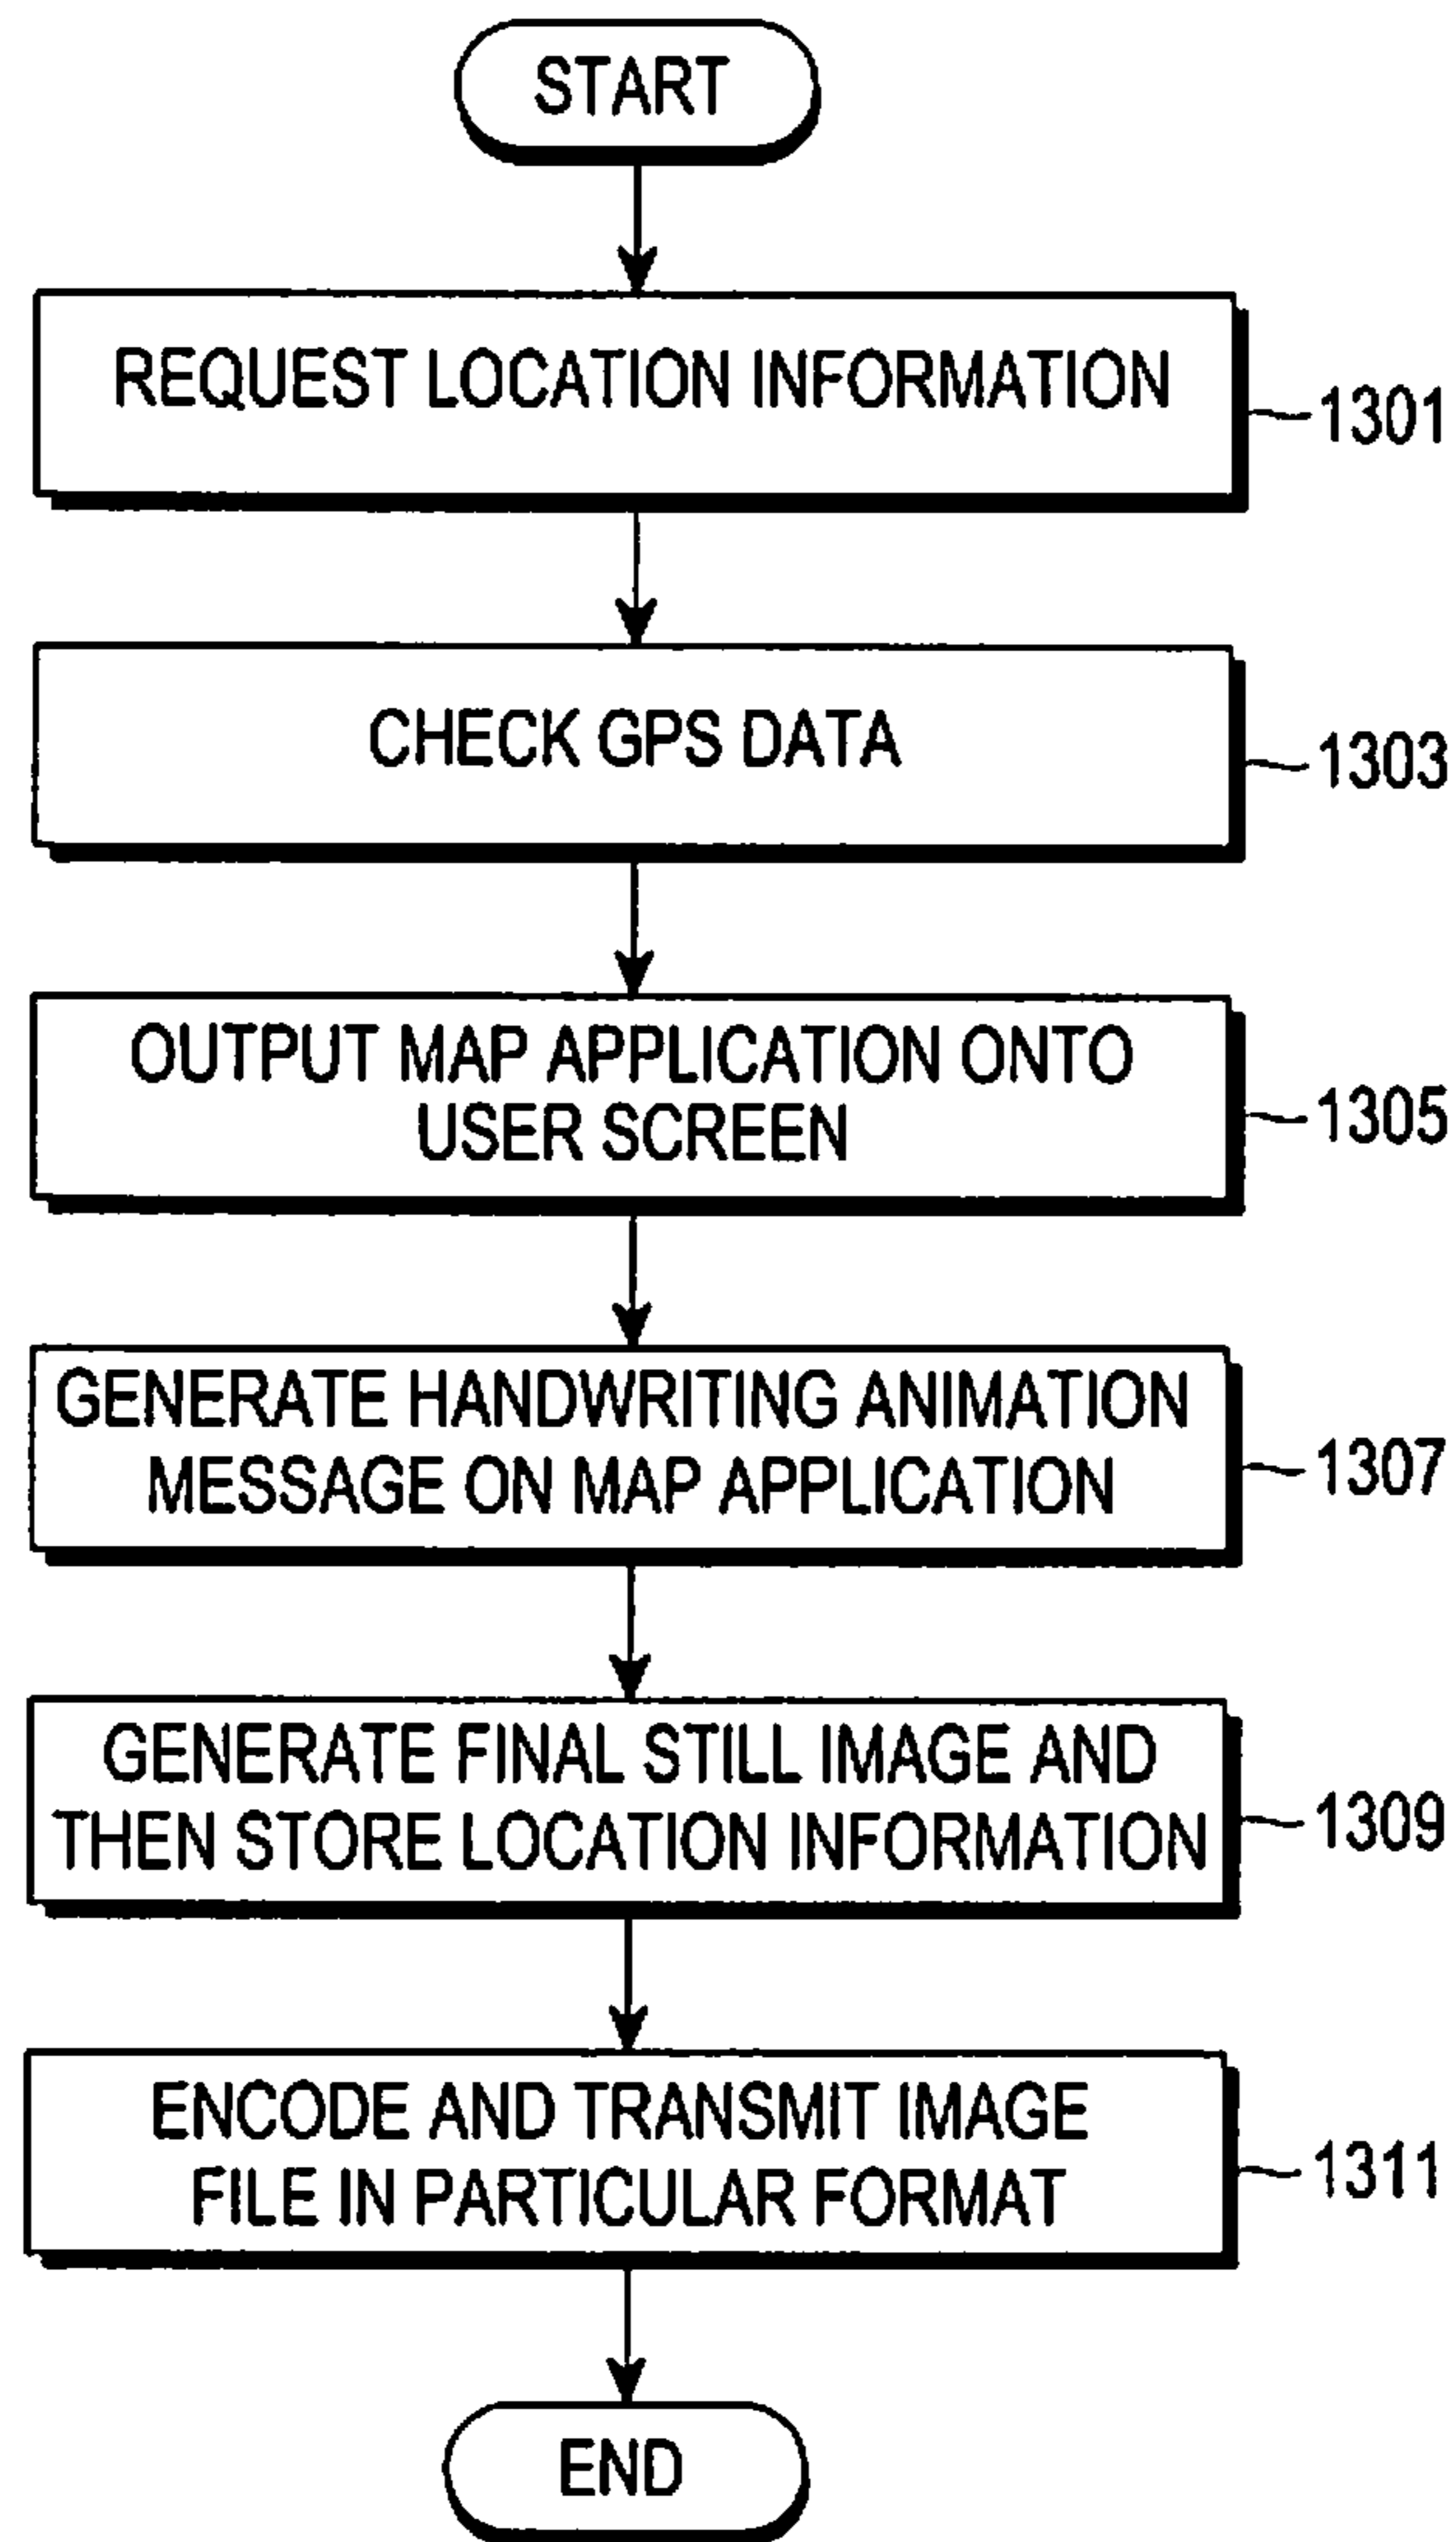 START
REQUEST LOCATION INFORMATION
1301
CHECK GPS DATA
1303
OUTPUT MAP APPLICATION ONTO
USER SCREEN
1305
GENERATE HANDWRITING ANIMATION
MESSAGE ON MAP APPLICATION
1307
GENERATE FINAL STILL IMAGE AND
THEN STORE LOCATION INFORMATION
1309
ENCODE AND TRANSMIT IMAGE
FILE IN PARTICULAR FORMAT
1311
END